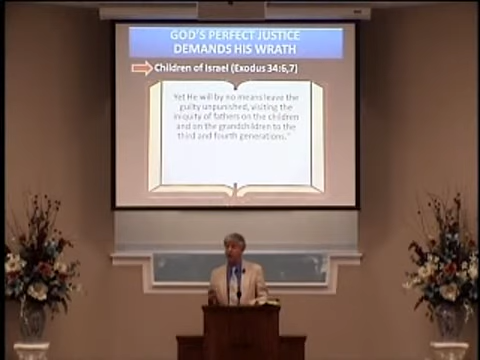 GOD'S PERFECT JUSTICE
DEMANDS HIS WRATH
Children of Israel (Exodus 34:6,7)
Yet He will by no means leave the
guilty unpunished, visiting the
iniquity of fathers on the children
and on the grandchildren to the
third and fourth generations."